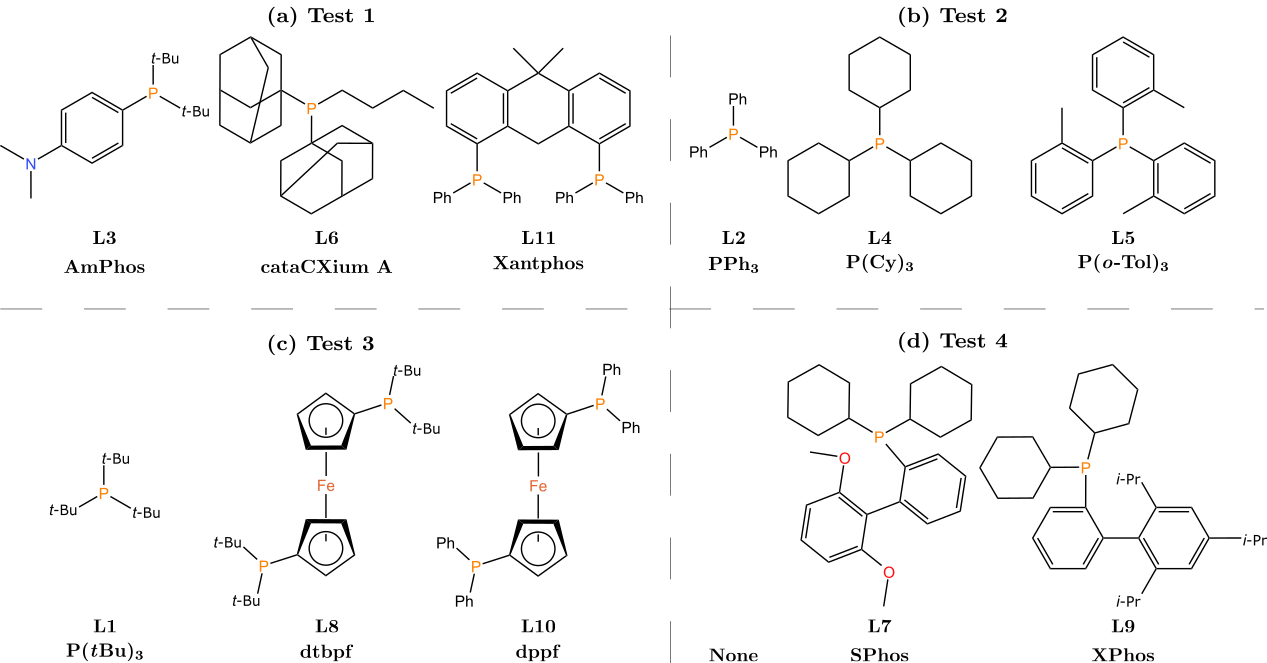 (a) Test 1
t-Bu
P
t-Bu
N
P
P
P
Ph
Ph
Ph
Ph
L3
L6
L11
AmPhos
cataCXium A
Xantphos
(b) Test 2
Ph
P
Ph
Ph
P
P
L2
L4
L5
PPh₃
P(Cy)₃
P(o-Tol)₃
(c) Test 3
t-Bu
P
t-Bu
t-Bu
t-Bu
P
t-Bu
Fe
t-Bu
P
t-Bu
Ph
P
Ph
Fe
Ph
P
Ph
L1
L8
L10
P(tBu)₃
dtbpf
dppf
(d) Test 4
P
O
O
P
i-Pr
i-Pr
i-Pr
L7
L9
None
SPhos
XPhos